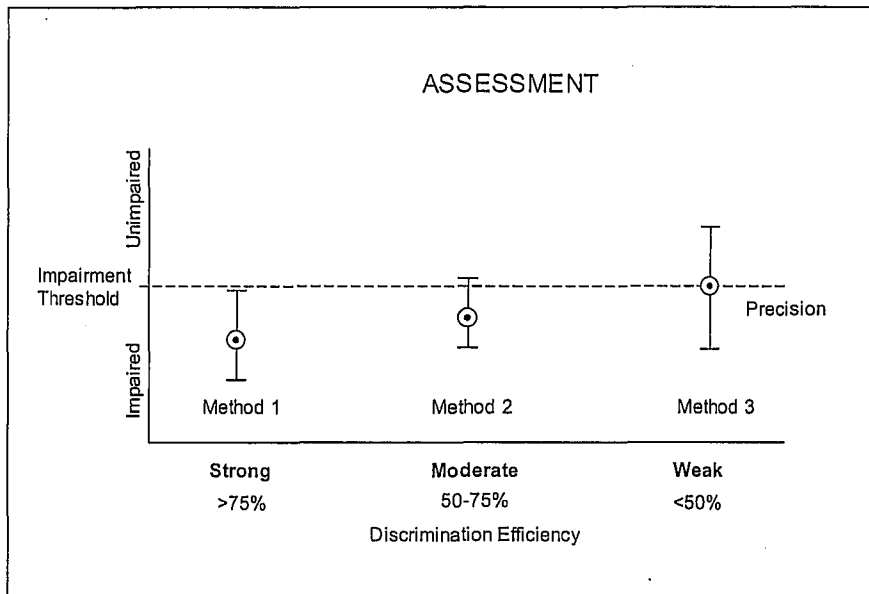 ASSESSMENT
Unimpaired
Impairment
Threshold
Precision
Impaired
Method 1
Method 2
Method 3
Strong
Moderate
Weak
>75%
50-75%
<50%
Discrimination Efficiency